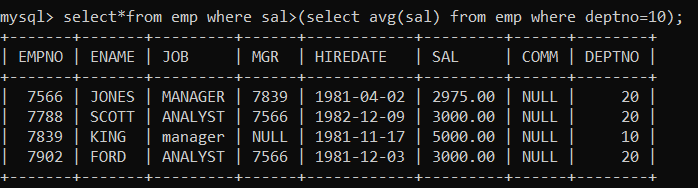 mysql> select*from emp where sal>(select avg(sal) from emp where deptno=10);
+-------+-------+---------+------+------------+---------+------+--------+
| EMPNO | ENAME | JOB     | MGR  | HIREDATE   | SAL     | COMM | DEPTNO |
+-------+-------+---------+------+------------+---------+------+--------+
|  7566 | JONES | MANAGER | 7839 | 1981-04-02 | 2975.00 | NULL |     20 |
|  7788 | SCOTT | ANALYST | 7566 | 1982-12-09 | 3000.00 | NULL |     20 |
|  7839 | KING  | manager | NULL | 1981-11-17 | 5000.00 | NULL |     10 |
|  7902 | FORD  | ANALYST | 7566 | 1981-12-03 | 3000.00 | NULL |     20 |
+-------+-------+---------+------+------------+---------+------+--------+